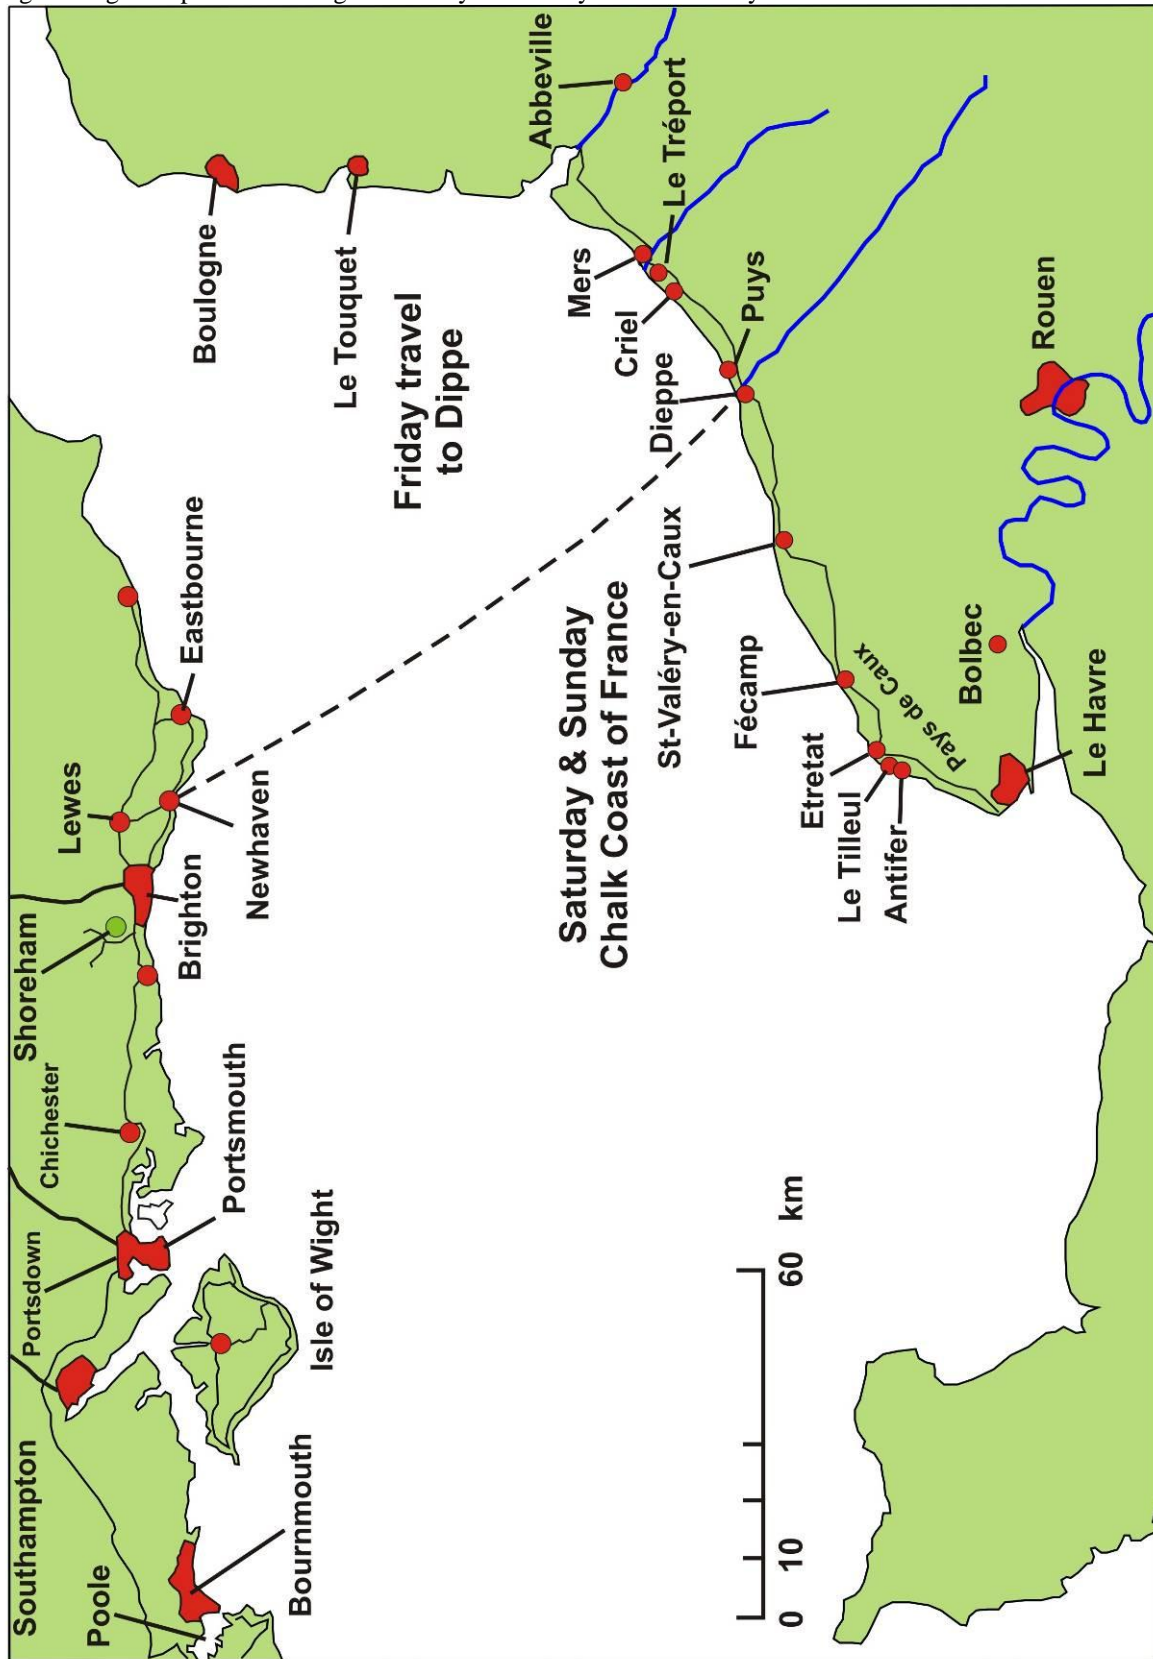 Southampton
Shoreham
Portsdown
Chichester
Lewes
Poole
Brighton
Eastbourne
Boulogne
Portsmouth
Newhaven
Bournmouth
Isle of Wight
Le Touquet
Friday travel
to Dippe
Abbeville
Saturday & Sunday
Chalk Coast of France
Mers
Criel
Le Tréport
Dieppe
St-Valéry-en-Caux
Puys
Fécamp
0 10 60 km
Etretat
Le Tilleul
Antifer
Pays de Caux
Bolbec
Rouen
Le Havre